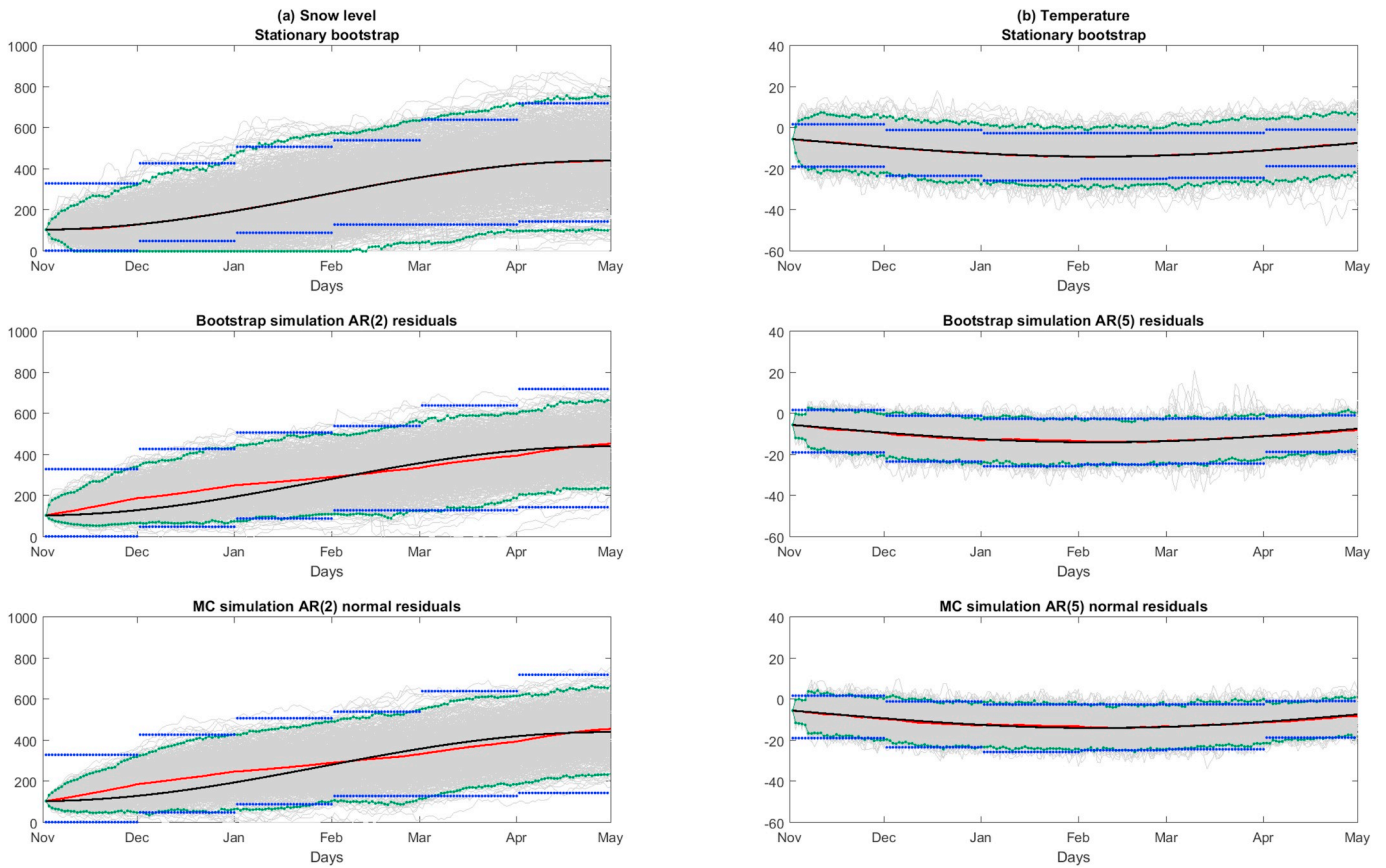 (a) Snow level
Stationary bootstrap
1000
800
600
400
200
0
Nov Dec Jan Feb Mar Apr May
Days
(b) Temperature
Stationary bootstrap
40
20
0
-20
-40
-60
Nov Dec Jan Feb Mar Apr May
Days
Bootstrap simulation AR(2) residuals
1000
800
600
400
200
0
Nov Dec Jan Feb Mar Apr May
Days
Bootstrap simulation AR(5) residuals
40
20
0
-20
-40
-60
Nov Dec Jan Feb Mar Apr May
Days
MC simulation AR(2) normal residuals
1000
800
600
400
200
0
Nov Dec Jan Feb Mar Apr May
Days
MC simulation AR(5) normal residuals
40
20
0
-20
-40
-60
Nov Dec Jan Feb Mar Apr May
Days